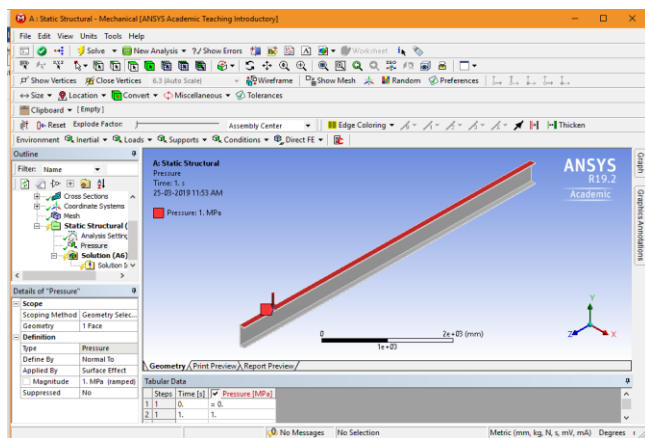 A : Static Structural - Mechanical [ANSYS Academic Teaching Introductory]
File Edit View Units Tools Help
Solve New Analysis ?/ Show Errors Worksheet
Show Vertices Close Vertices 6.3 (Auto Scale) Wireframe Show Mesh Random Preferences
Size Location Convert Miscellaneous Tolerances
Clipboard [Empty]
Reset Explode Factor: Assembly Center Edge Coloring Thicken
Environment Inertial Loads Supports Conditions Direct FE
Outline
Filter: Name
Cross Sections
Coordinate Systems
Mesh
Static Structural (
Analysis Setting
Pressure
Solution (A6)
Details of "Pressure"
Scope
Scoping Method Geometry Selec...
Geometry 1 Face
Definition
Type Pressure
Define By Normal To
Applied By Surface Effect
Magnitude 1. MPa (ramped)
Suppressed No
A: Static Structural
Pressure
Time: 1. s
25-03-2019 11:53 AM
Pressure: 1. MPa
ANSYS
R19.2
Academic
0 2e+03 (mm)
1e+03
Y
Z X
Geometry Print Preview Report Preview
Tabular Data
Steps Time [s] Pressure [MPa]
1 1 0. = 0.
2 1 1. 1.
Graph
Graphics Annotations
No Messages No Selection Metric (mm, kg, N, s, mV, mA) Degrees